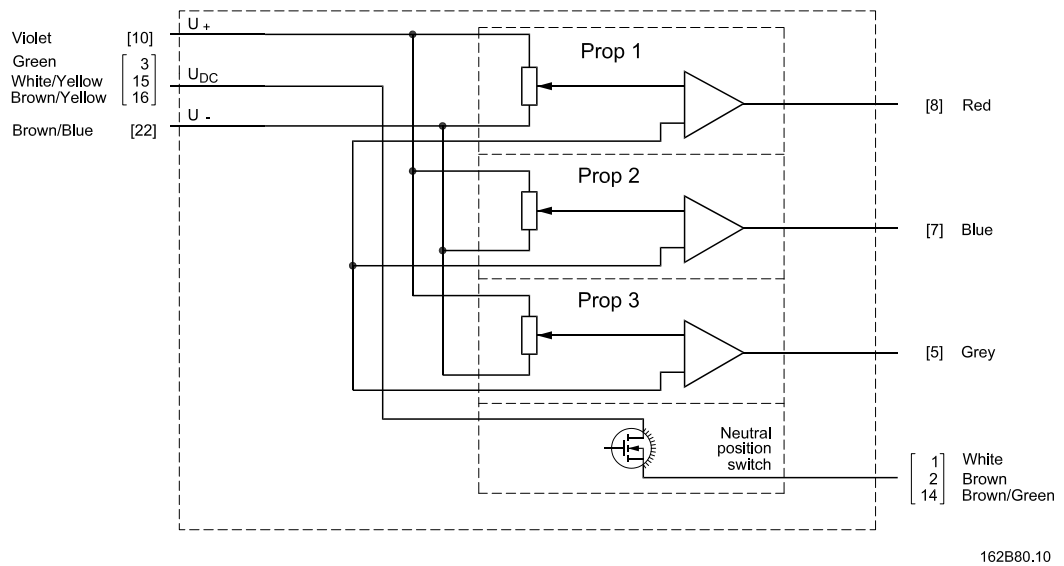 Violet [10] U +
Green 3
White/Yellow 15 UDC
Brown/Yellow 16
Brown/Blue [22] U -
Prop 1
[8] Red
Prop 2
[7] Blue
Prop 3
[5] Grey
Neutral
position
switch
1 White
2 Brown
14 Brown/Green
162B80.10